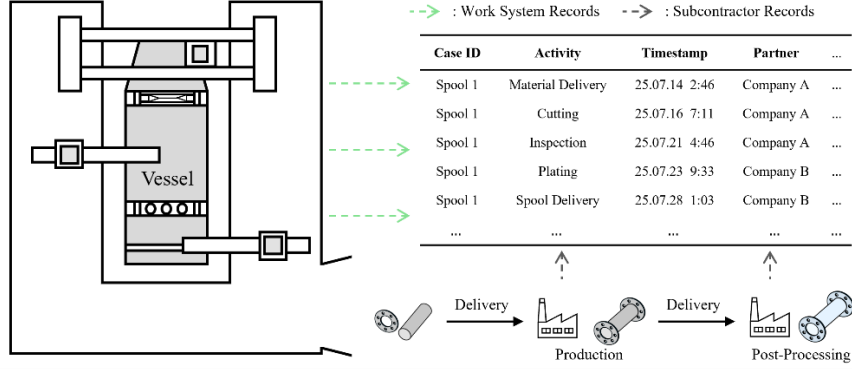 : Work System Records : Subcontractor Records
Case ID Activity Timestamp Partner ...
Spool 1 Material Delivery 25.07.14 2:46 Company A ...
Spool 1 Cutting 25.07.16 7:11 Company A ...
Spool 1 Inspection 25.07.21 4:46 Company A ...
Spool 1 Plating 25.07.23 9:33 Company B ...
Spool 1 Spool Delivery 25.07.28 1:03 Company B ...
... ... ... ... ...
Vessel
Delivery Delivery
Production Post-Processing